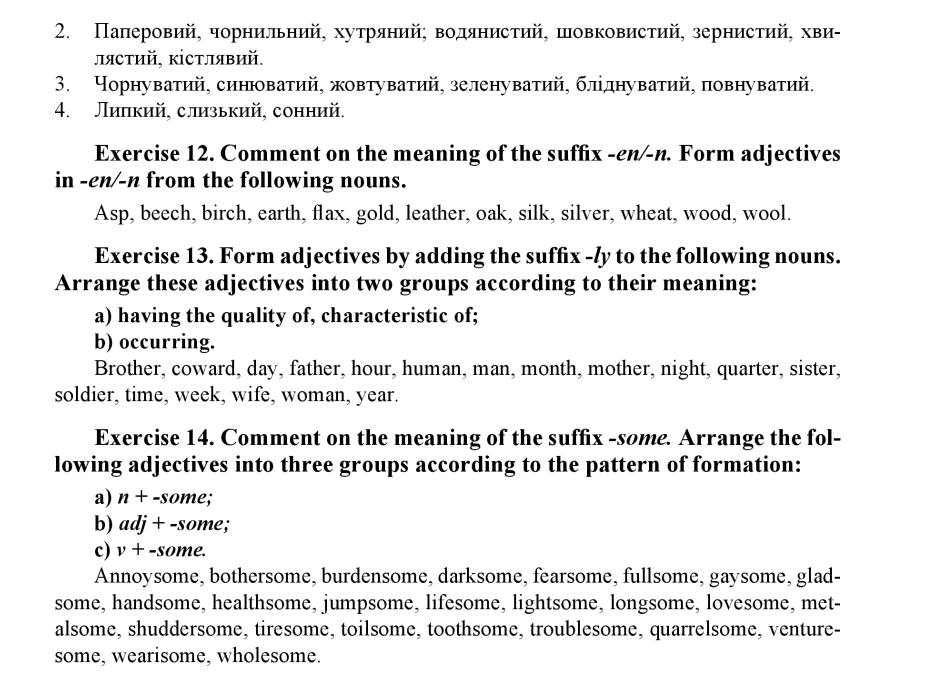 2. Паперовий, чорнильний, хутряний; водянистий, шовковистий, зернистий, хви-
лястий, кістлявий.
3. Чорнуватий, синюватий, жовтуватий, зеленуватий, бліднуватий, повнуватий.
4. Липкий, слизький, сонний.
Exercise 12. Comment on the meaning of the suffix -en/-n. Form adjectives
in -en/-n from the following nouns.
Asp, beech, birch, earth, flax, gold, leather, oak, silk, silver, wheat, wood, wool.
Exercise 13. Form adjectives by adding the suffix -ly to the following nouns.
Arrange these adjectives into two groups according to their meaning:
a) having the quality of, characteristic of;
b) occurring.
Brother, coward, day, father, hour, human, man, month, mother, night, quarter, sister,
soldier, time, week, wife, woman, year.
Exercise 14. Comment on the meaning of the suffix -some. Arrange the fol-
lowing adjectives into three groups according to the pattern of formation:
a) n + -some;
b) adj + -some;
c) v + -some.
Annoysome, bothersome, burdensome, darksome, fearsome, fullsome, gaysome, glad-
some, handsome, healthsome, jumpsome, lifesome, lightsome, longsome, lovesome, met-
alsome, shuddersome, tiresome, toilsome, toothsome, troublesome, quarrelsome, venture-
some, wearisome, wholesome.